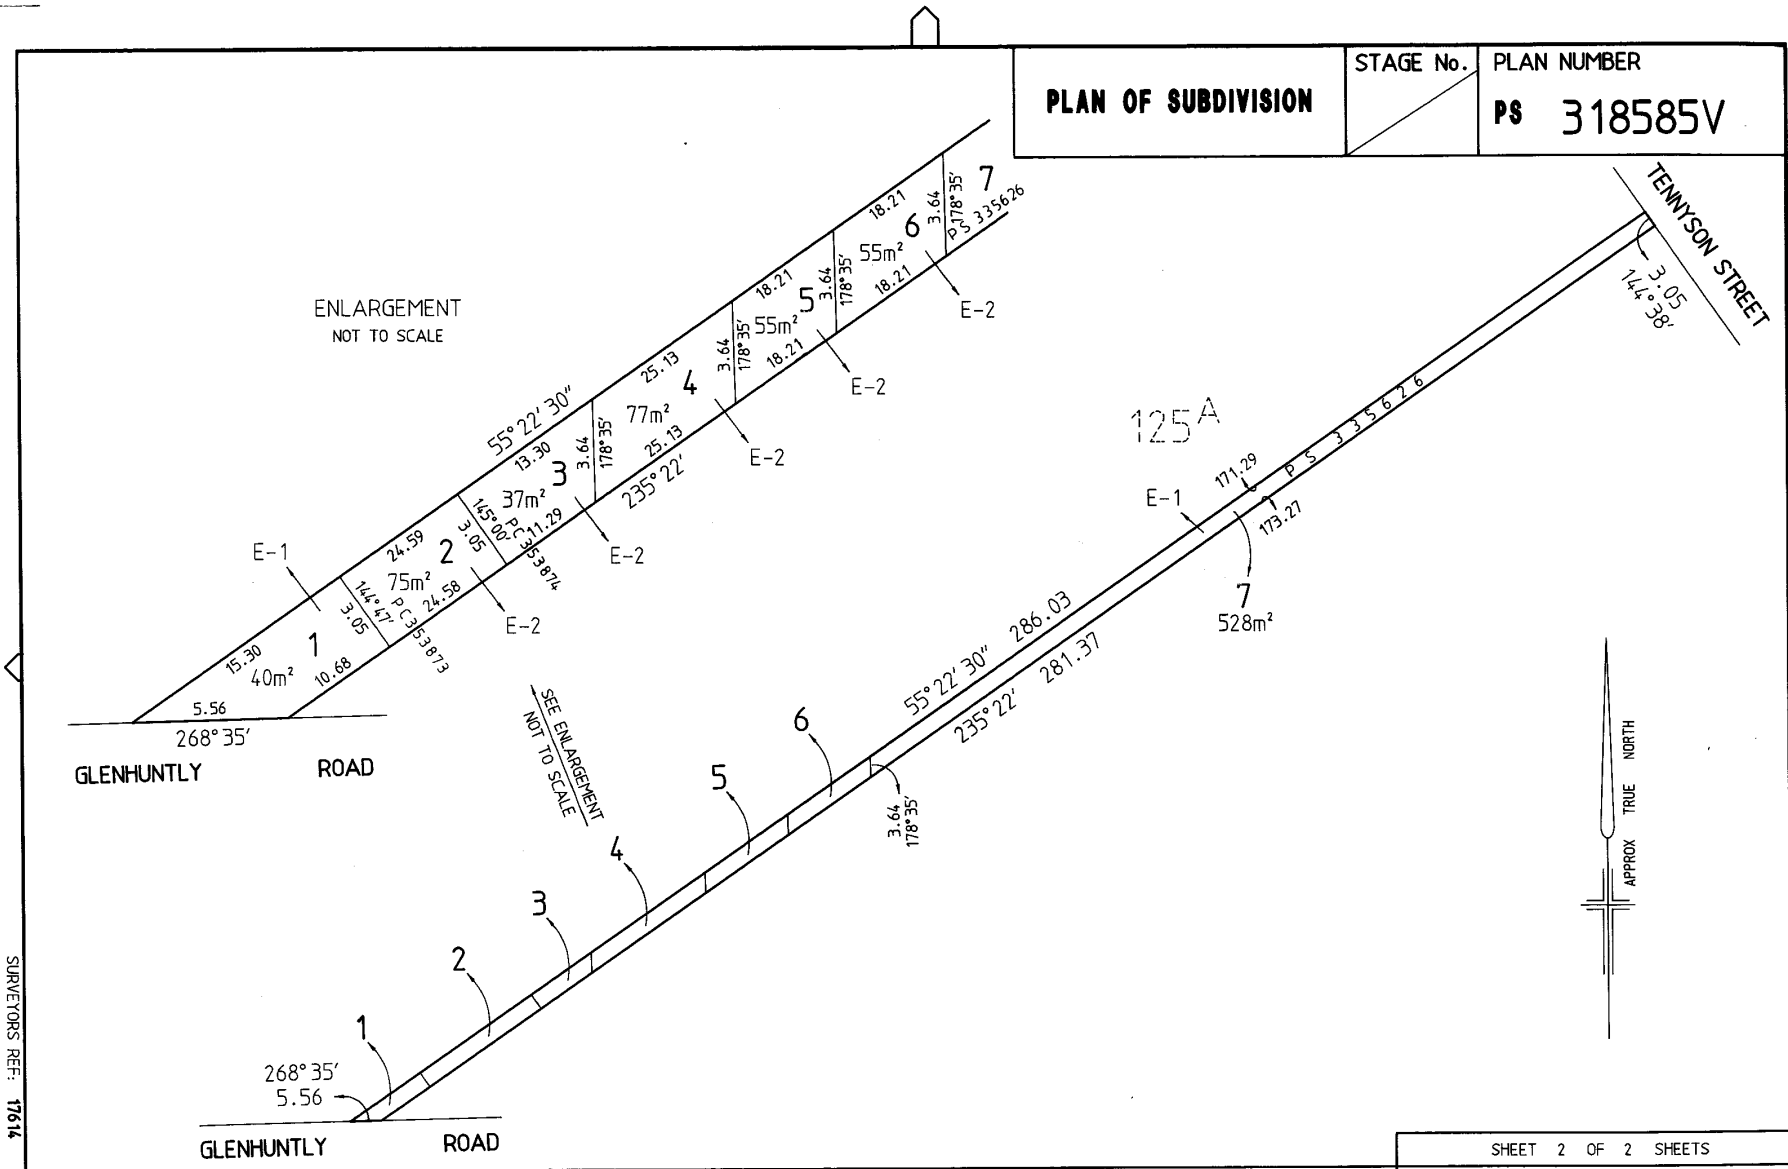 PLAN OF SUBDIVISION
STAGE No.
PLAN NUMBER
PS 318585V
ENLARGEMENT
NOT TO SCALE
55° 22' 30"
235° 22'
7
178°35'
3.64
PS 335626
18.21
6
55m²
18.21
E-2
178°35'
3.64
18.21
5
55m²
18.21
E-2
178°35'
3.64
25.13
4
77m²
25.13
E-2
178°35'
3.64
13.30
3
37m²
11.29
E-2
145°00'
3.05
PC353874
24.59
2
75m²
24.58
E-2
144°47'
3.05
PC353873
E-1
15.30
1
40m²
10.68
5.56
268°35'
GLENHUNTLY ROAD
SEE ENLARGEMENT
NOT TO SCALE
TENNYSON STREET
3.05
144°38'
125A
PS 335626
171.29
E-1
173.27
7
528m²
55° 22' 30" 286.03
235° 22' 281.37
3.64
178°35'
6
5
4
3
2
1
268°35'
5.56
GLENHUNTLY ROAD
APPROX TRUE NORTH
SURVEYORS REF: 17614
SHEET 2 OF 2 SHEETS